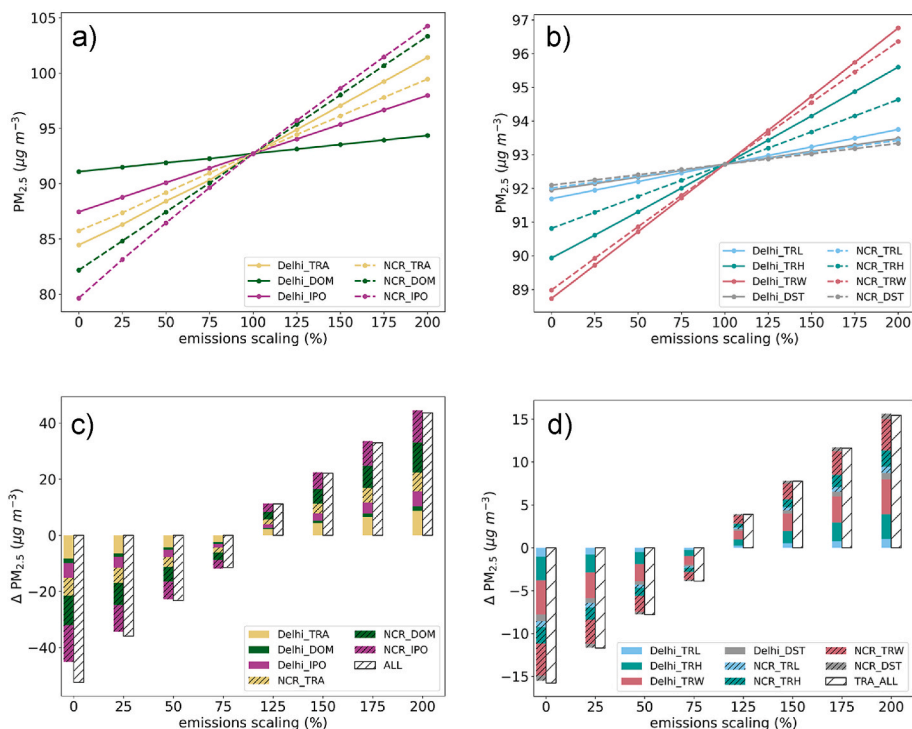 a)
105
100
95
90
85
80
PM2.5 (μg m−3)
Delhi_TRA
Delhi_DOM
Delhi_IPO
NCR_TRA
NCR_DOM
NCR_IPO
0 25 50 75 100 125 150 175 200
emissions scaling (%)
b)
97
96
95
94
93
92
91
90
89
PM2.5 (μg m−3)
Delhi_TRL
Delhi_TRH
Delhi_TRW
Delhi_DST
NCR_TRL
NCR_TRH
NCR_TRW
NCR_DST
0 25 50 75 100 125 150 175 200
emissions scaling (%)
c)
40
20
0
−20
−40
Δ PM2.5 (μg m−3)
Delhi_TRA
Delhi_DOM
Delhi_IPO
NCR_TRA
NCR_DOM
NCR_IPO
ALL
0 25 50 75 125 150 175 200
emissions scaling (%)
d)
15
10
5
0
−5
−10
−15
Δ PM2.5 (μg m−3)
Delhi_TRL
Delhi_TRH
Delhi_TRW
Delhi_DST
NCR_TRL
NCR_TRH
NCR_TRW
NCR_DST
TRA_ALL
0 25 50 75 125 150 175 200
emissions scaling (%)